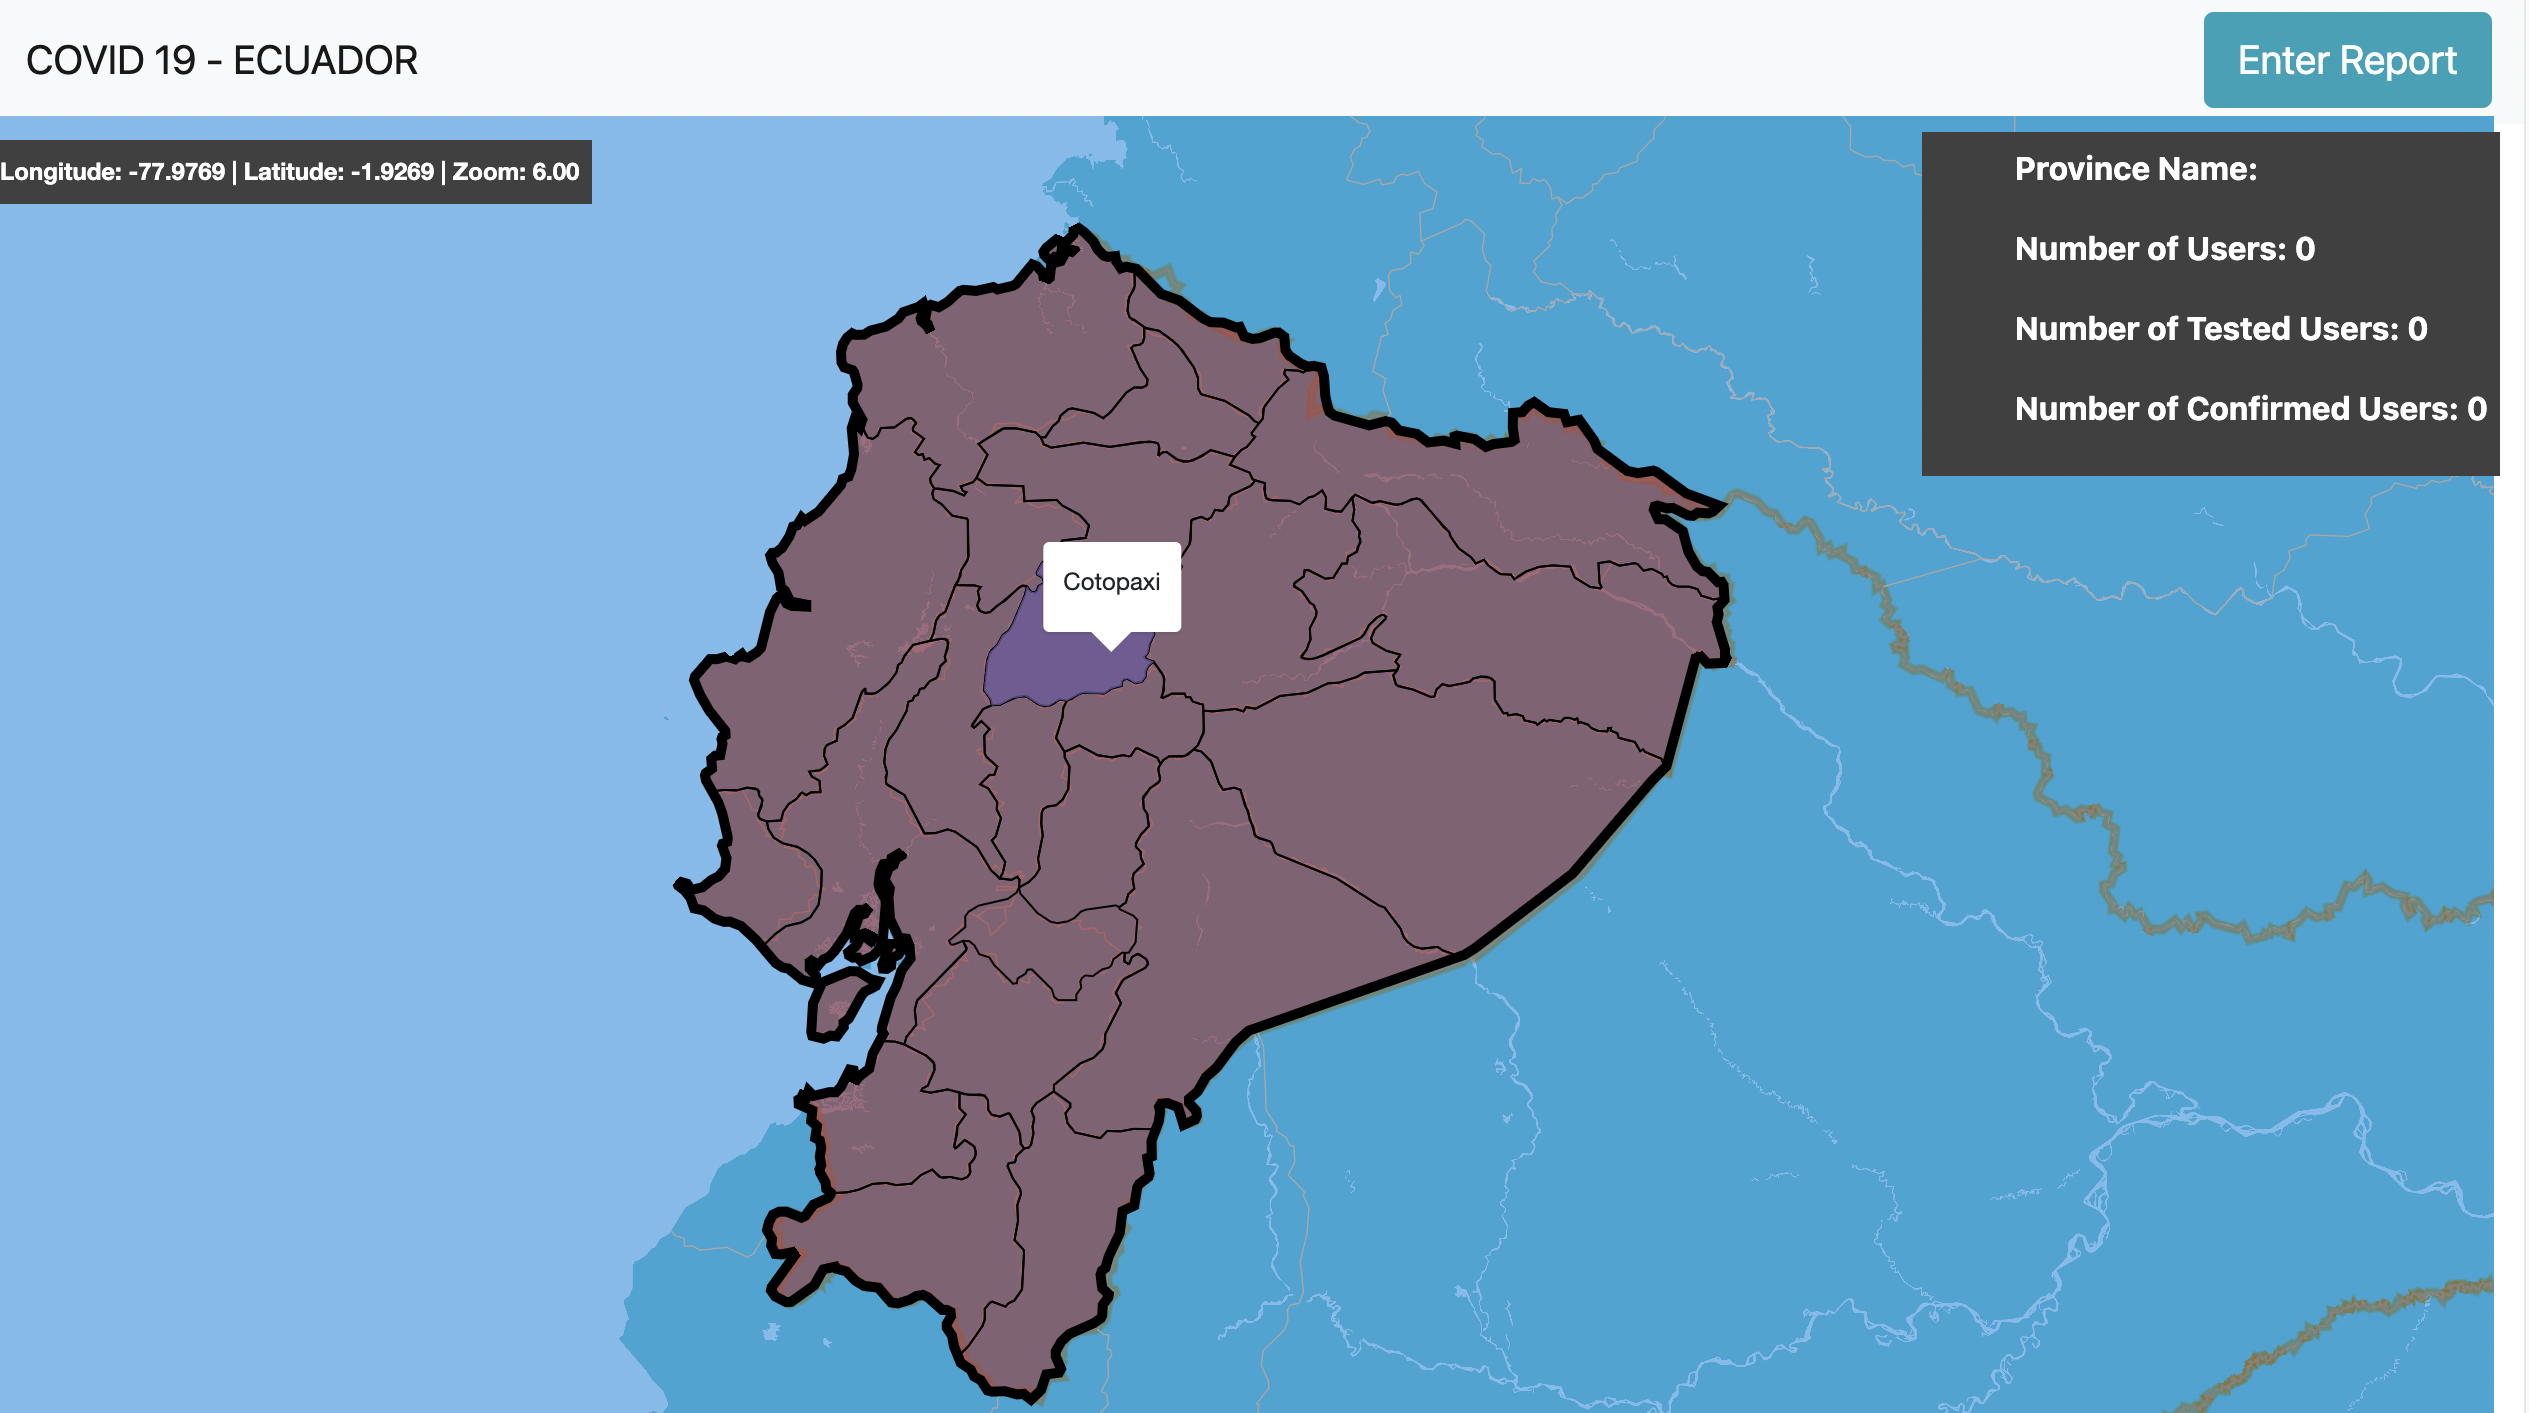 COVID 19 - ECUADOR
Enter Report
Longitude: -77.9769 | Latitude: -1.9269 | Zoom: 6.00
Province Name:
Number of Users: 0
Number of Tested Users: 0
Number of Confirmed Users: 0
Cotopaxi